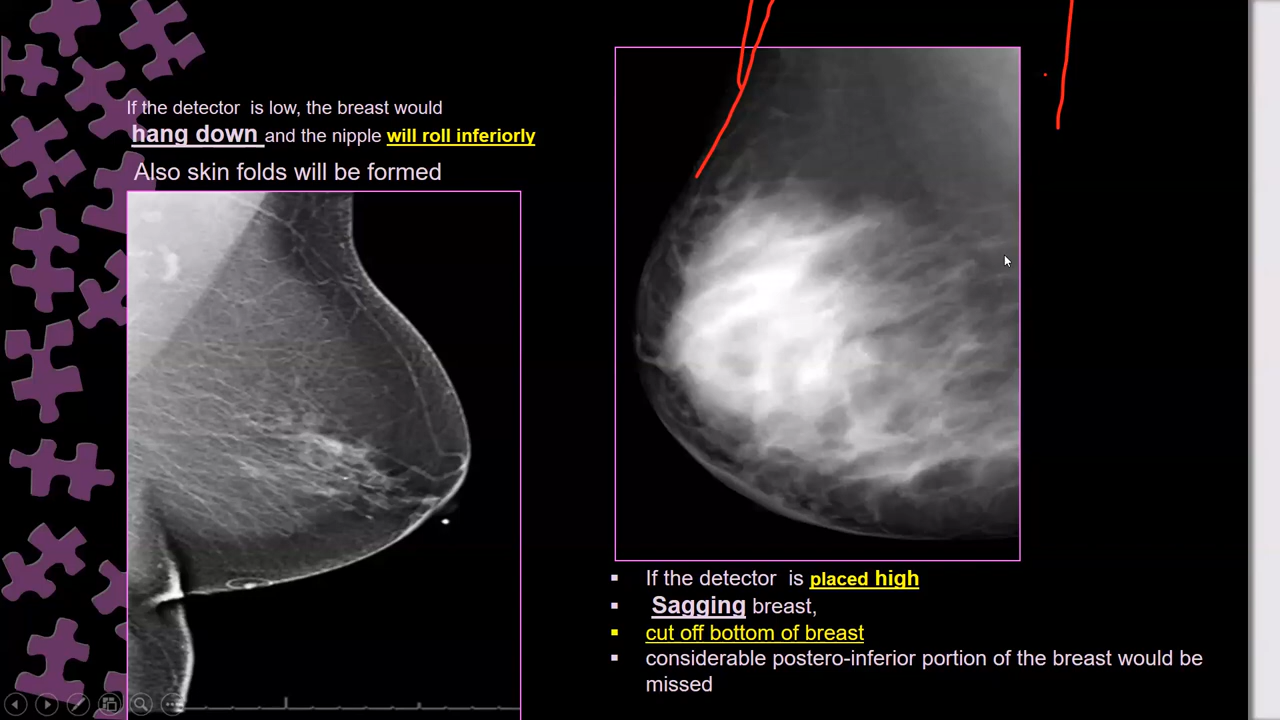 If the detector is low, the breast would
hang down and the nipple will roll inferiorly
Also skin folds will be formed
▪ If the detector is placed high
▪ Sagging breast,
▪ cut off bottom of breast
▪ considerable postero-inferior portion of the breast would be
missed